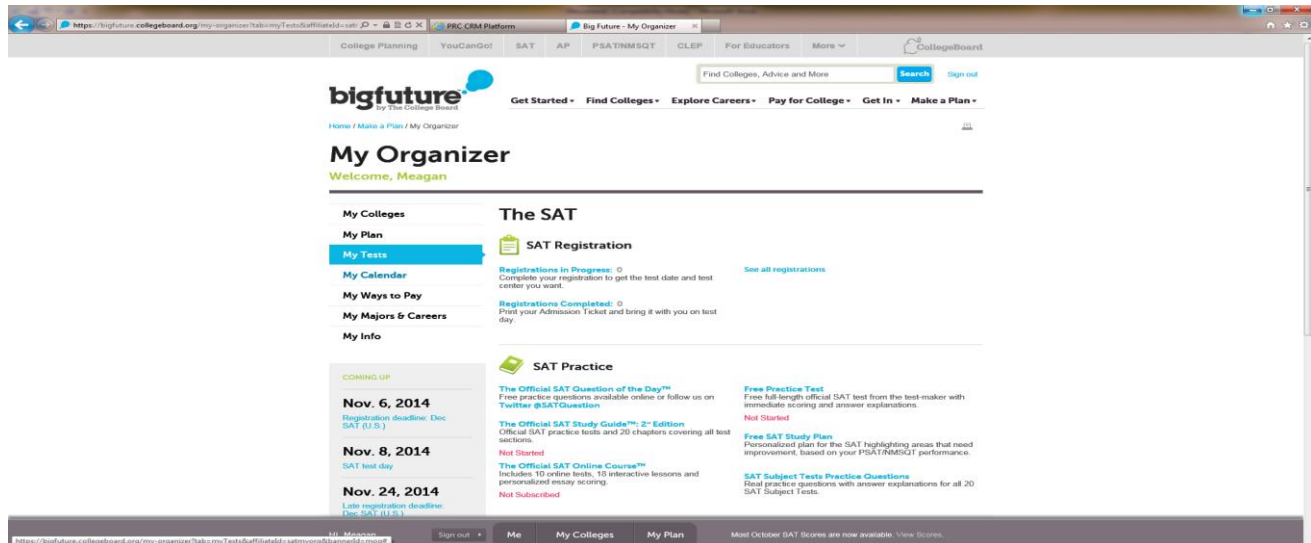 https://bigfuture.collegeboard.org/my-organizer?tab=myTests&affiliateId=sat
PRC CRM Platform
Big Future - My Organizer
College Planning YouCanGo! SAT AP PSAT/NMSQT CLEP For Educators More
CollegeBoard
Find Colleges, Advice and More Search Sign out
bigfuture
by The College Board
Get Started Find Colleges Explore Careers Pay for College Get In Make a Plan
Home / Make a Plan / My Organizer
My Organizer
Welcome, Meagan
My Colleges
My Plan
My Tests
My Calendar
My Ways to Pay
My Majors & Careers
My Info
COMING UP
Nov. 6, 2014
Registration deadline: Dec
SAT (U.S.)
Nov. 8, 2014
SAT test day
Nov. 24, 2014
Late registration deadline:
Dec SAT (U.S.)
The SAT
SAT Registration
Registrations in Progress: 0
Complete your registration to get the test date and test
center you want.
Registrations Completed: 0
Print your Admission Ticket and bring it with you on test
day.
See all registrations
SAT Practice
The Official SAT Question of the Day™
Free practice questions available online or follow us on
Twitter @SATQuestion
The Official SAT Study Guide™: 2nd Edition
Official SAT practice tests and 20 chapters covering all test
sections.
Not Started
The Official SAT Online Course™
Includes 10 online tests, 18 interactive lessons and
personalized essay scoring.
Not Subscribed
Free Practice Test
Free full-length official SAT test from the test-maker with
immediate scoring and answer explanations.
Not Started
Free SAT Study Plan
Personalized plan for the SAT highlighting areas that need
improvement, based on your PSAT/NMSQT performance.
SAT Subject Tests Practice Questions
Real practice questions with answer explanations for all 20
SAT Subject Tests.
Hi, Meagan Sign out Me My Colleges My Plan Most October SAT Scores are now available. View Scores.
https://bigfuture.collegeboard.org/my-organizer?tab=myTests&affiliateId=satmyorg&bannerId=moo#